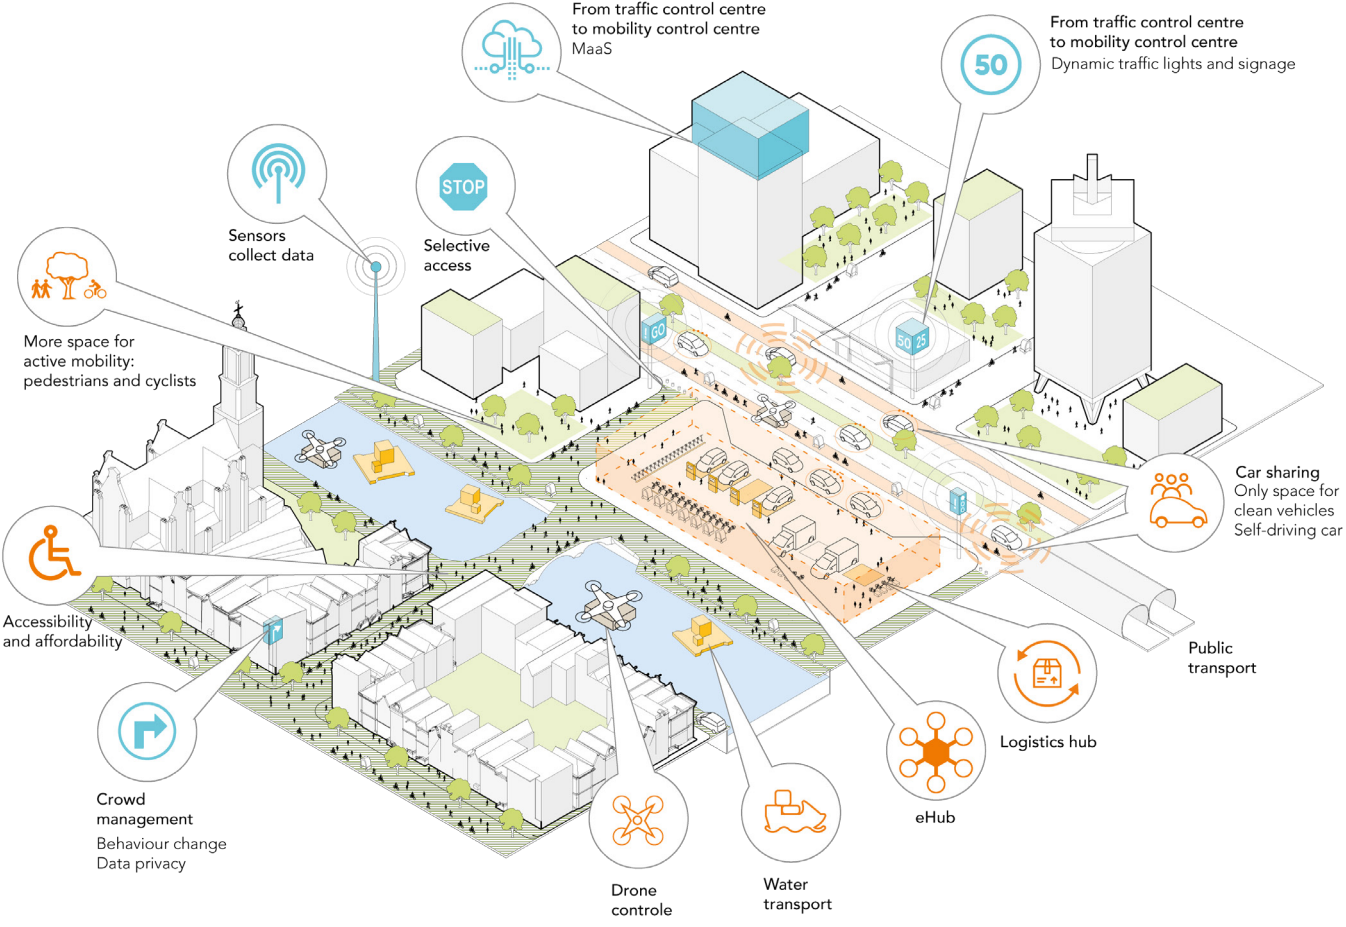 From traffic control centre
to mobility control centre
MaaS
From traffic control centre
to mobility control centre
Dynamic traffic lights and signage
50
STOP
Sensors
collect data
Selective
access
More space for
active mobility:
pedestrians and cyclists
! GO
50 25
Car sharing
Only space for
clean vehicles
Self-driving car
Accessibility
and affordability
Public
transport
Logistics hub
Crowd
management
Behaviour change
Data privacy
eHub
Drone
controle
Water
transport